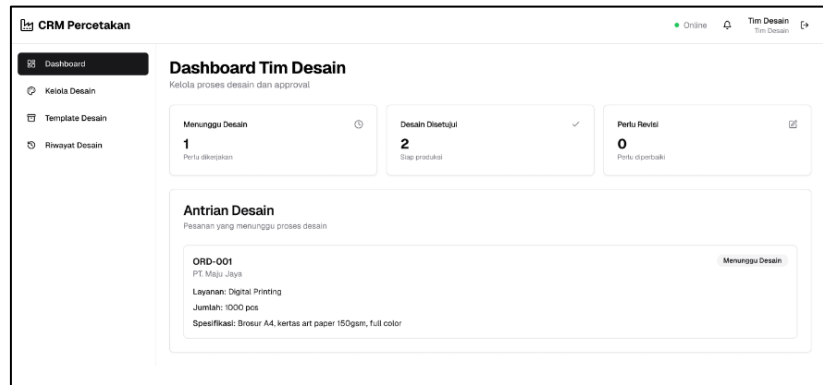 CRM Percetakan
Online
Tim Desain
Tim Desain
Dashboard
Kelola Desain
Template Desain
Riwayat Desain
Dashboard Tim Desain
Kelola proses desain dan approval
Menunggu Desain
1
Perlu dikerjakan
Desain Disetujui
2
Siap produksi
Perlu Revisi
0
Perlu diperbaiki
Antrian Desain
Pesanan yang menunggu proses desain
ORD-001
Menunggu Desain
PT. Maju Jaya
Layanan: Digital Printing
Jumlah: 1000 pcs
Spesifikasi: Brosur A4, kertas art paper 150gsm, full color